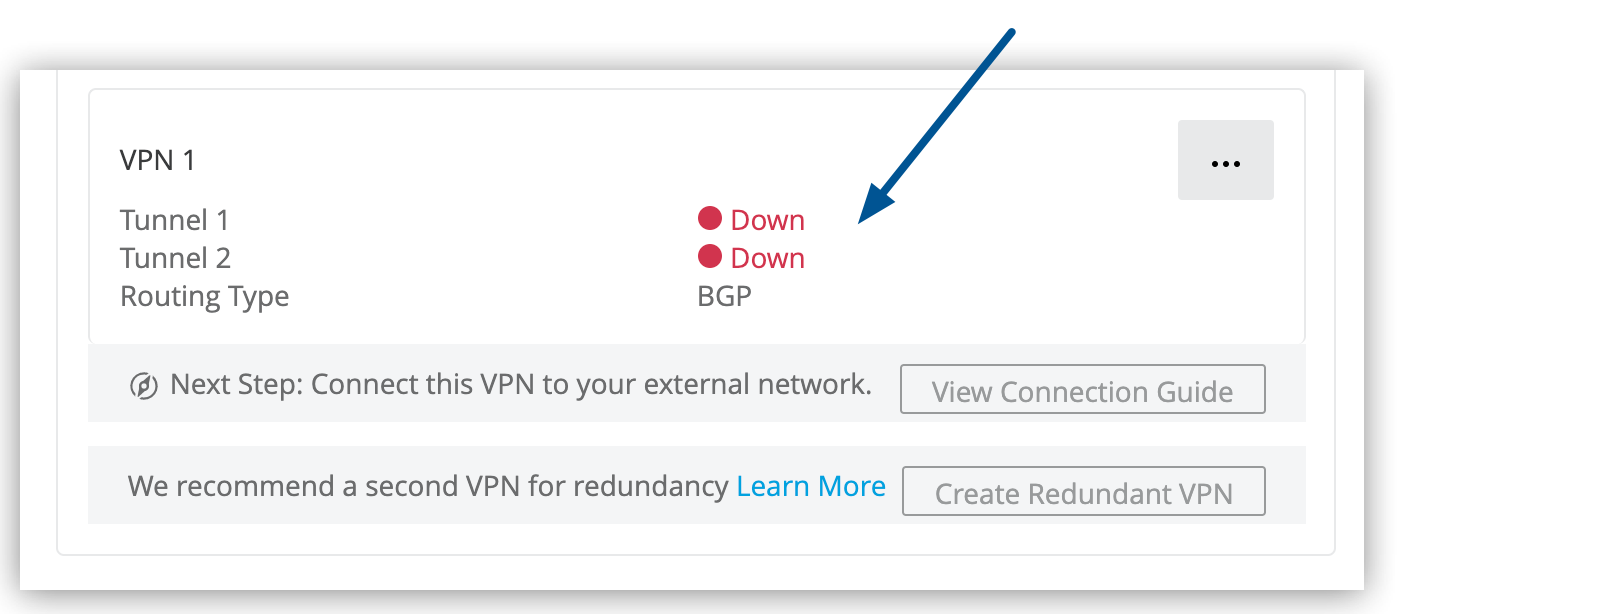 VPN 1
...
Tunnel 1 Down
Tunnel 2 Down
Routing Type BGP
Next Step: Connect this VPN to your external network. View Connection Guide
We recommend a second VPN for redundancy Learn More Create Redundant VPN